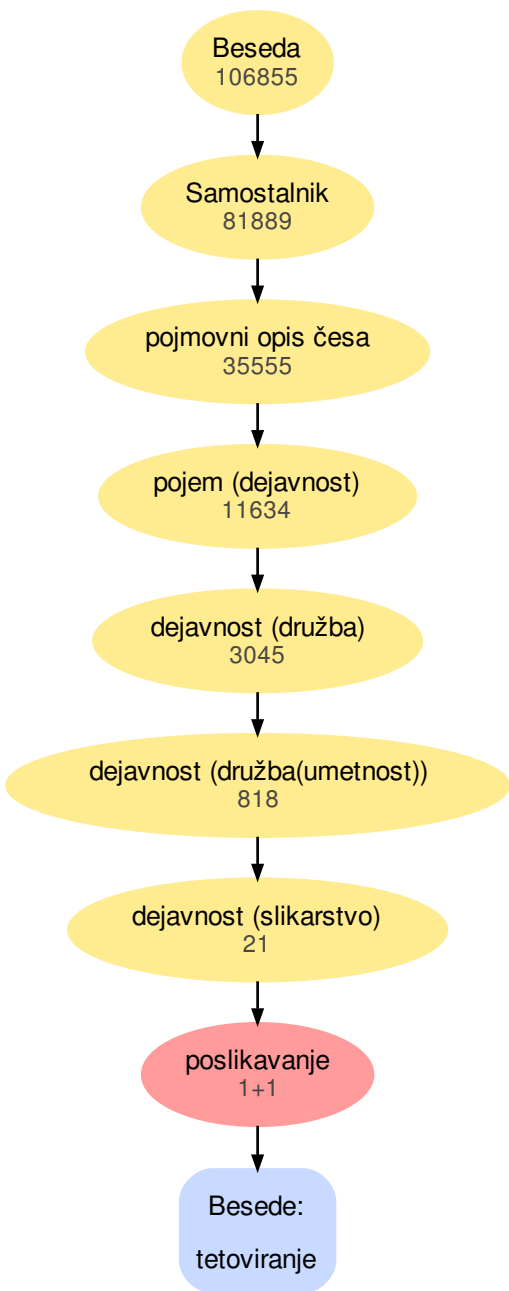 Beseda
106855
Samostalnik
81889
pojmovni opis česa
35555
pojem (dejavnost)
11634
dejavnost (družba)
3045
dejavnost (družba(umetnost))
818
dejavnost (slikarstvo)
21
poslikavanje
1+1
Besede:
tetoviranje